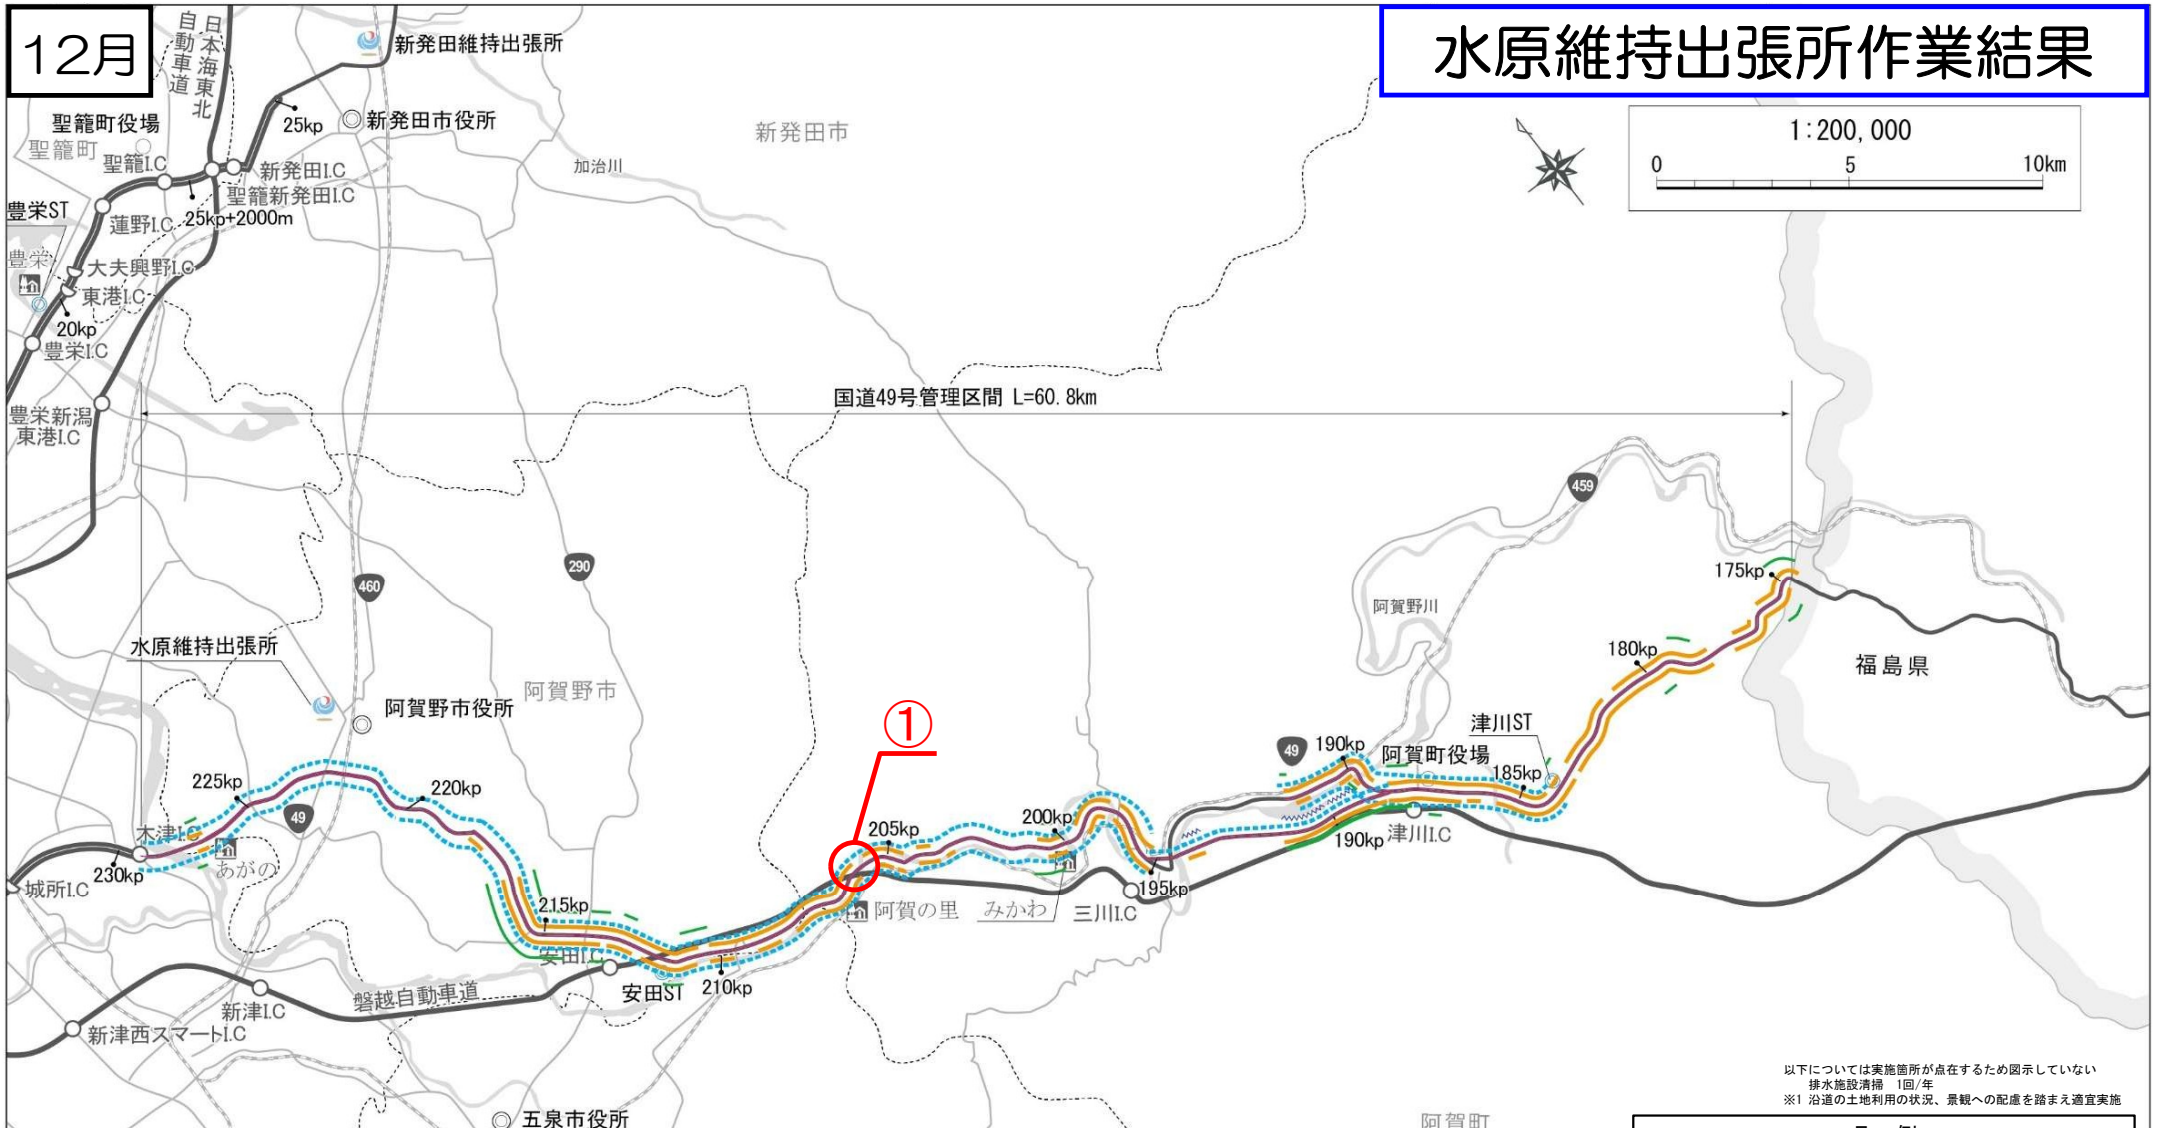 12月
水原維持出張所作業結果
日本海東北
自動車道
新発田維持出張所
25kp
新発田市役所
新発田市
1:200,000
0
5
10km
聖籠町役場
聖籠町
聖籠I.C
新発田I.C
聖籠新発田I.C
加治川
豊栄ST
蓮野I.C
25kp+2000m
豊栄
大夫興野I.C
東港I.C
20kp
豊栄I.C
豊栄新潟
東港I.C
国道49号管理区間 L=60.8km
459
290
460
175kp
阿賀野川
水原維持出張所
180kp
福島県
阿賀野市
阿賀野市役所
①
津川ST
49
190kp
阿賀町役場
225kp
220kp
185kp
49
木津I.C
205kp
200kp
190kp
津川I.C
あがの
230kp
城所I.C
195kp
215kp
阿賀の里
みかわ
三川I.C
安田I.C
安田ST
210kp
磐越自動車道
新津I.C
新津西スマートI.C
以下については実施箇所が点在するため図示していない
排水施設清掃 1回/年
※1 沿道の土地利用の状況、景観への配慮を踏まえ適宜実施
五泉市役所
阿賀町